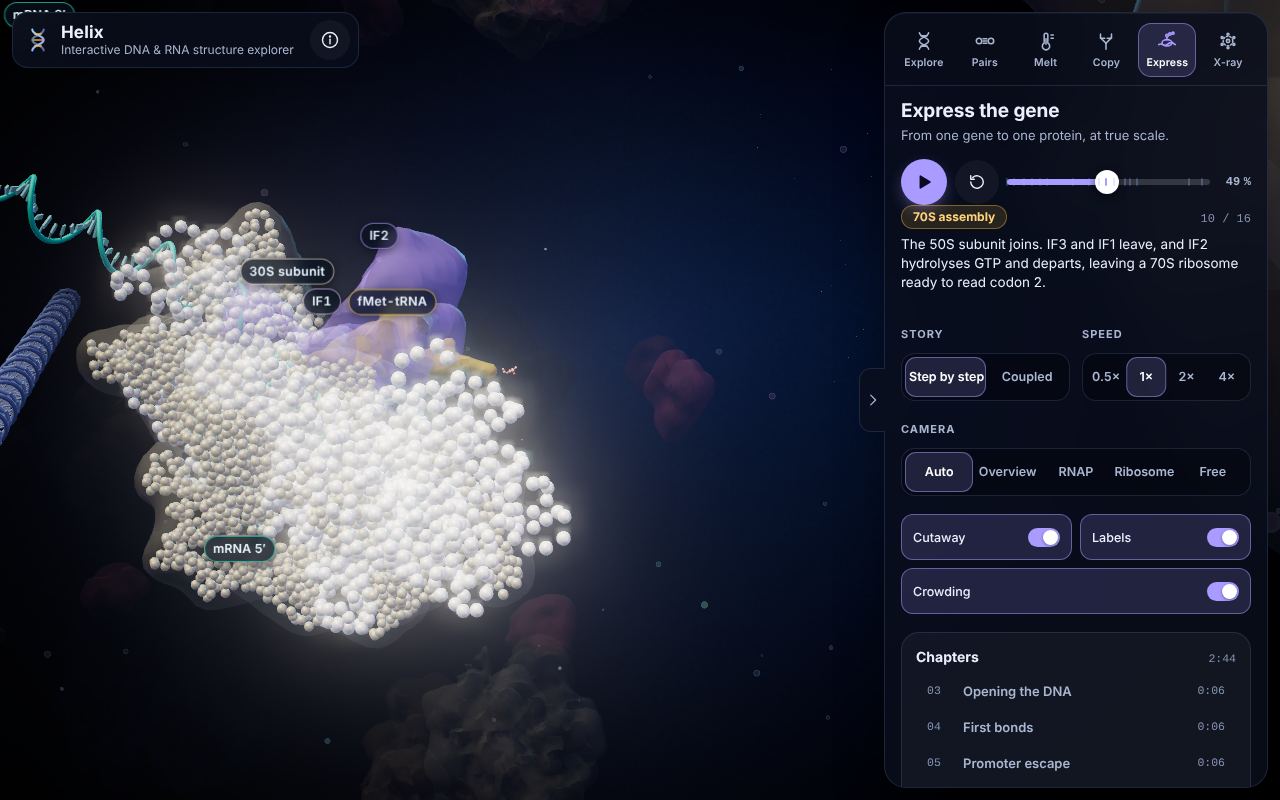 Helix
Interactive DNA & RNA structure explorer
IF2
30S subunit
IF1
fMet-tRNA
mRNA 5′
Explore
Pairs
Melt
Copy
Express
X-ray
Express the gene
From one gene to one protein, at true scale.
49 %
70S assembly
10 / 16
The 50S subunit joins. IF3 and IF1 leave, and IF2
hydrolyses GTP and departs, leaving a 70S ribosome
ready to read codon 2.
STORY
SPEED
Step by step
Coupled
0.5×
1×
2×
4×
CAMERA
Auto
Overview
RNAP
Ribosome
Free
Cutaway
Labels
Crowding
Chapters
2:44
03 Opening the DNA 0:06
04 First bonds 0:06
05 Promoter escape 0:06